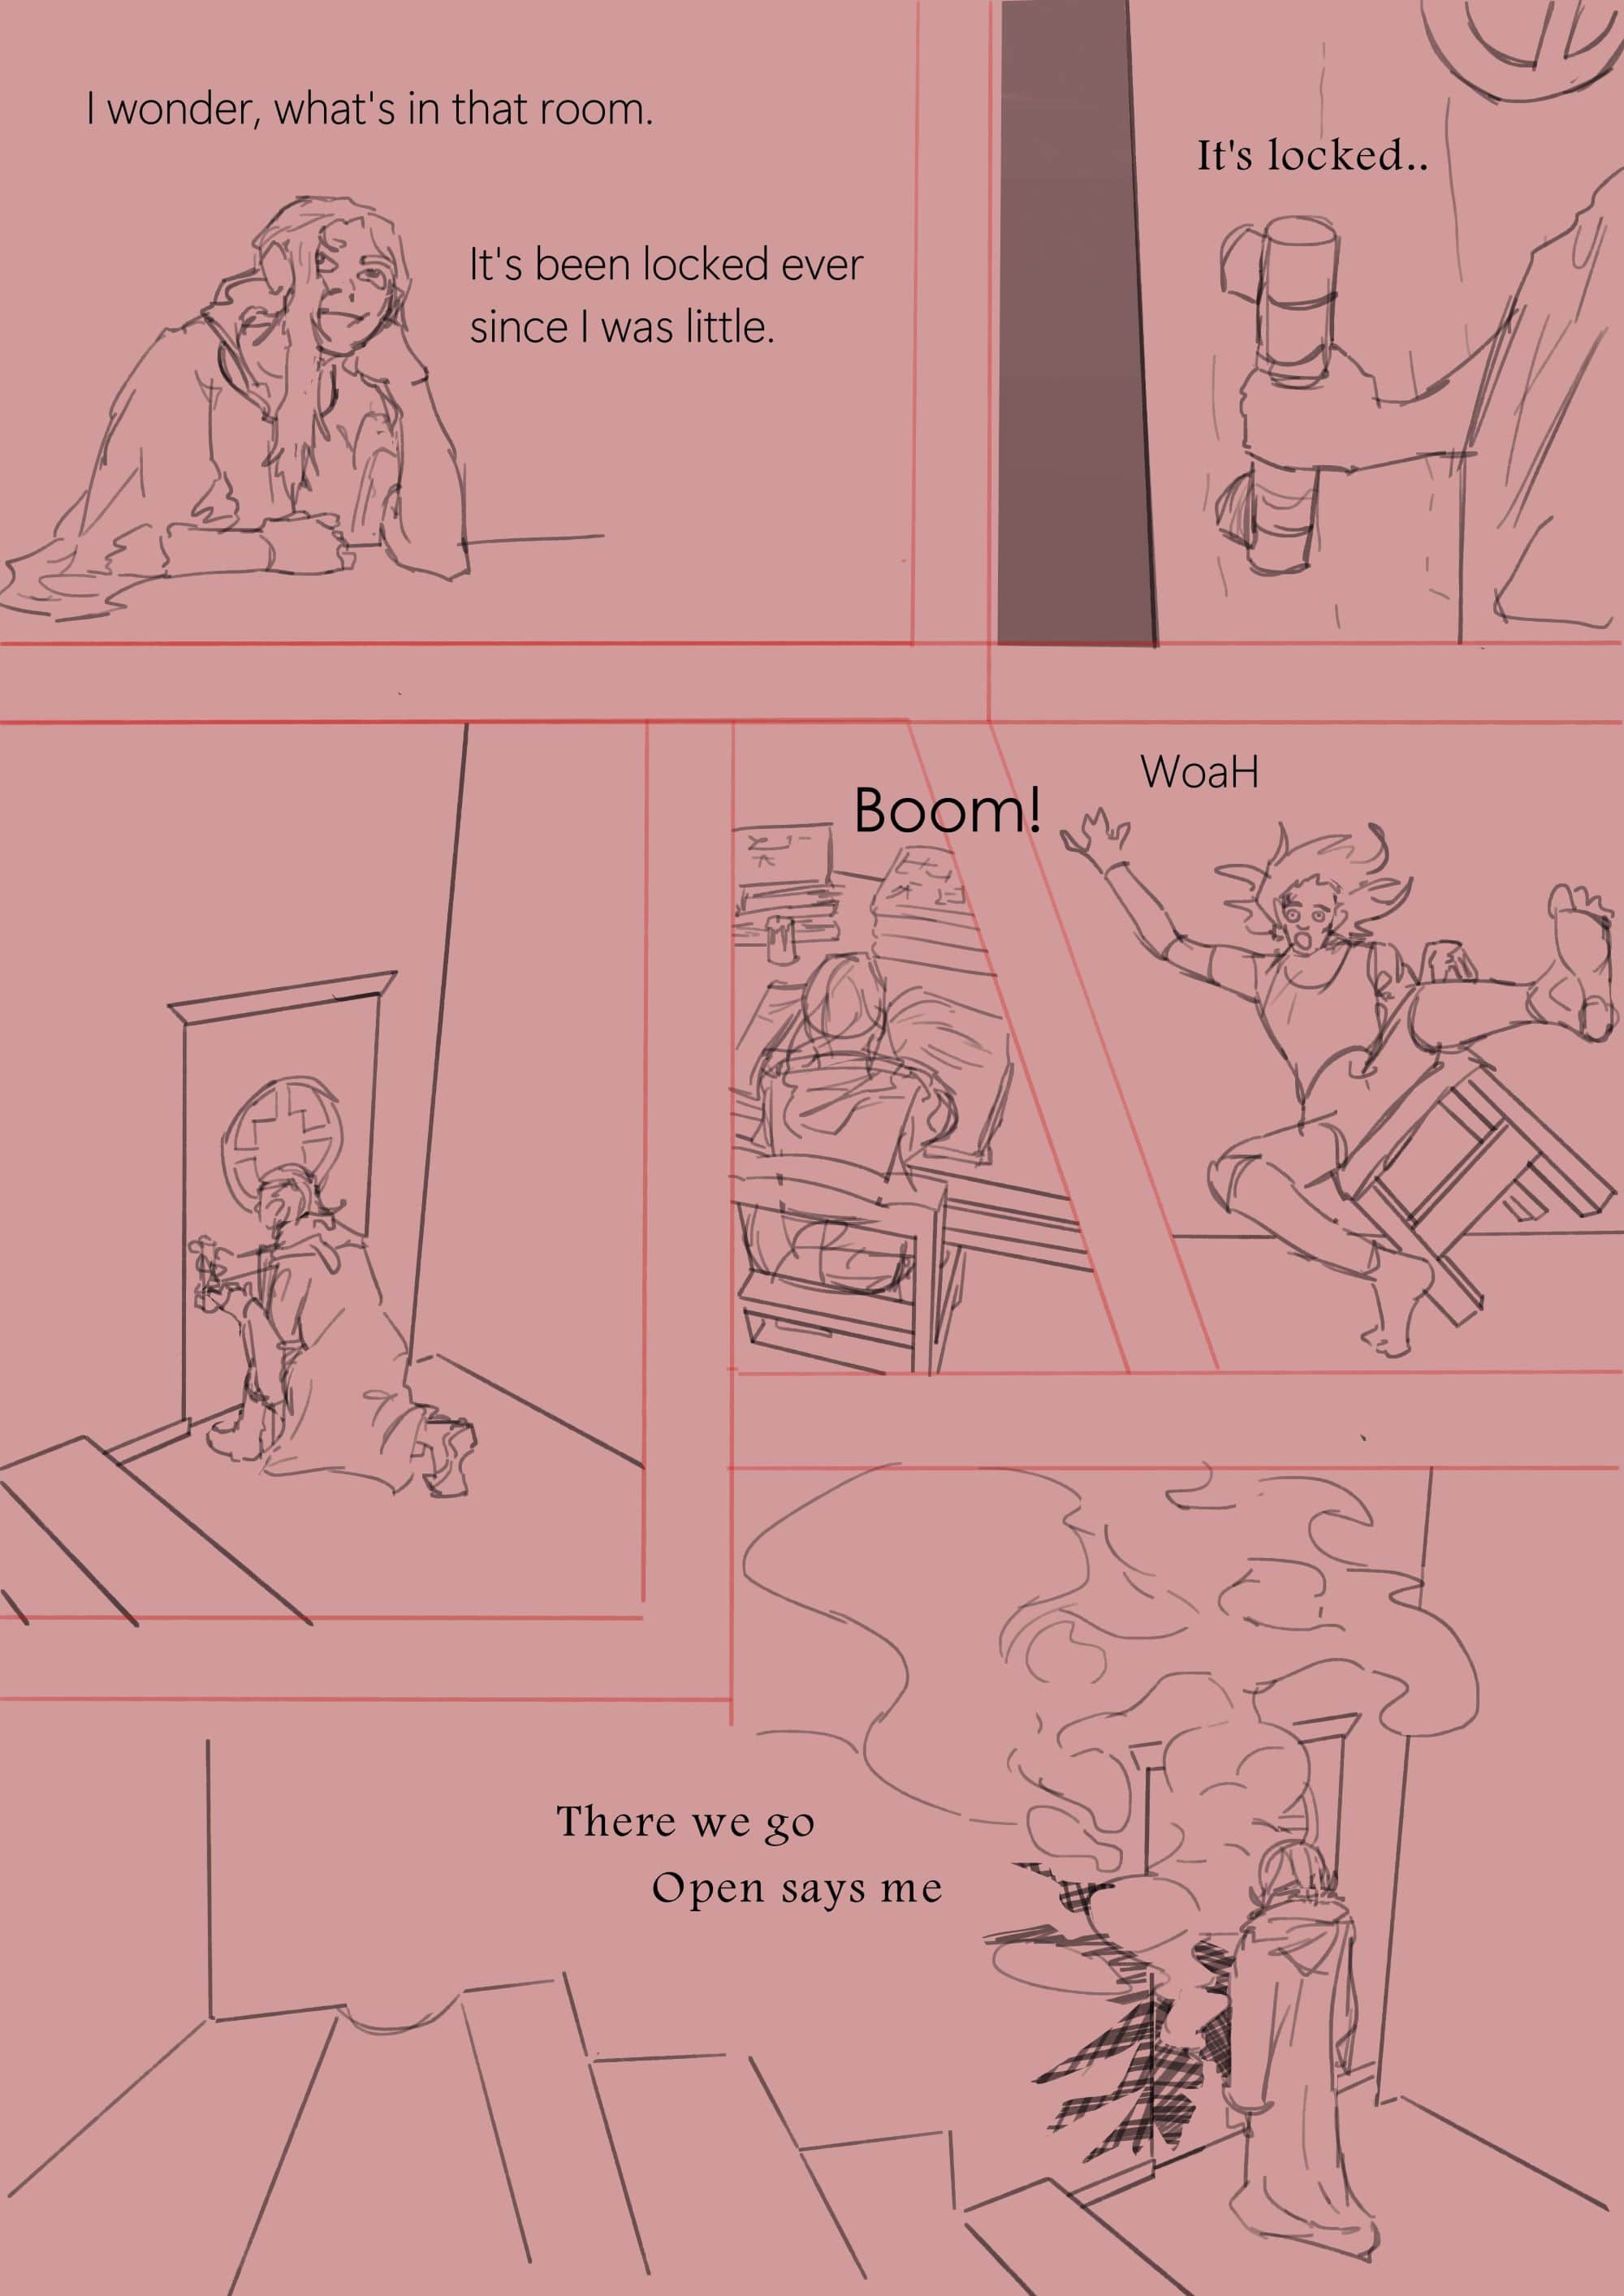 I wonder, what's in that room.
It's been locked ever
since I was little.
It's locked..
Boom!
WoaH
There we go
Open says me